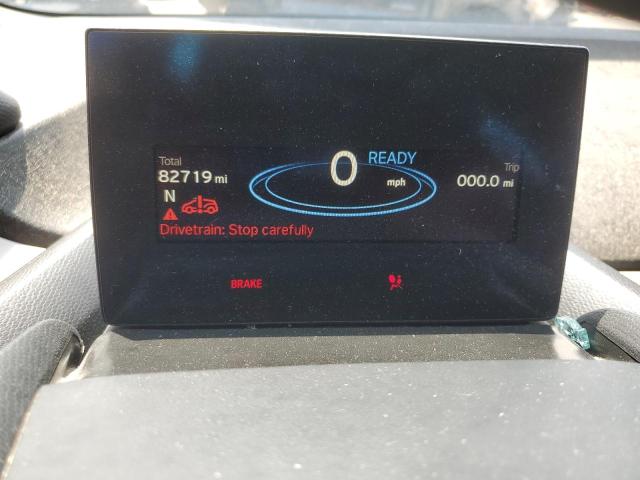 Total
82719 mi
N
0
READY
mph
Trip
000.0 mi
Drivetrain: Stop carefully
BRAKE